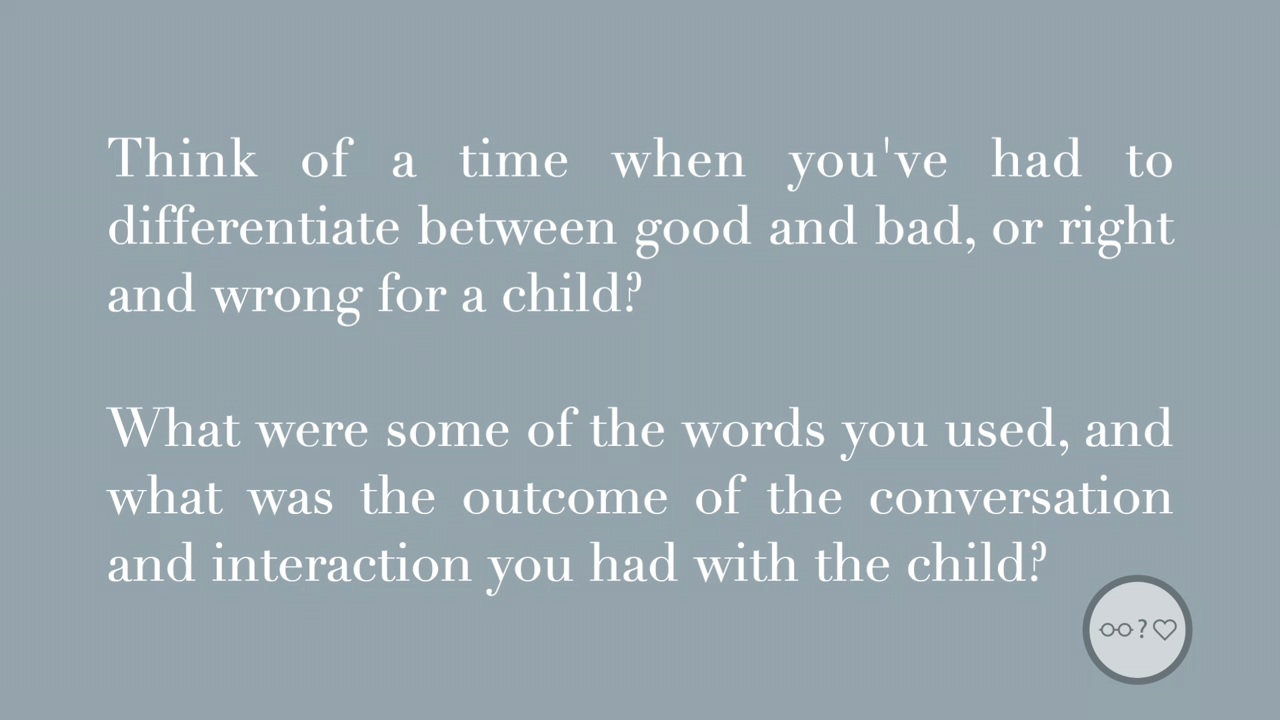 Think of a time when you've had to
differentiate between good and bad, or right
and wrong for a child?
What were some of the words you used, and
what was the outcome of the conversation
and interaction you had with the child?
?